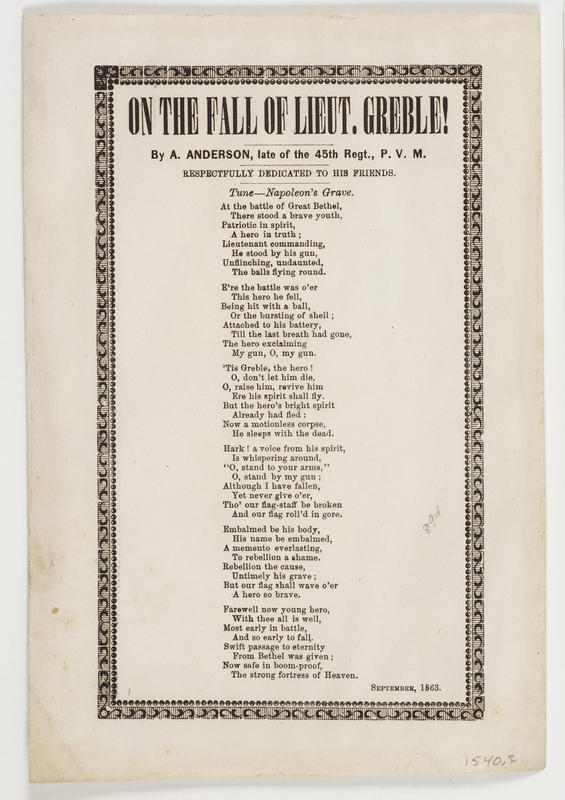 ON THE FALL OF LIEUT. GREBLE!
By A. ANDERSON, late of the 45th Regt., P. V. M.
RESPECTFULLY DEDICATED TO HIS FRIENDS.
Tune—Napoleon's Grave.
At the battle of Great Bethel,
There stood a brave youth,
Patriotic in spirit,
A hero in truth;
Lieutenant commanding,
He stood by his gun,
Unflinching, undaunted,
The balls flying round.
E're the battle was o'er
This hero he fell,
Being hit with a ball,
Or the bursting of shell;
Attached to his battery,
Till the last breath had gone,
The hero exclaiming
My gun, O, my gun.
'Tis Greble, the hero!
O, don't let him die,
O, raise him, revive him
Ere his spirit shall fly.
But the hero's bright spirit
Already had fled:
Now a motionless corpse,
He sleeps with the dead.
Hark! a voice from his spirit,
Is whispering around,
"O, stand to your arms,"
O, stand by my gun;
Although I have fallen,
Yet never give o'er,
Tho' our flag-staff be broken
And our flag roll'd in gore.
Embalmed be his body,
His name be embalmed,
A memento everlasting,
To rebellion a shame.
Rebellion the cause,
Untimely his grave;
But our flag shall wave o'er
A hero so brave.
Farewell now young hero,
With thee all is well,
Most early in battle,
And so early to fall.
Swift passage to eternity
From Bethel was given;
Now safe in boom-proof,
The strong fortress of Heaven.
SEPTEMBER, 1863.